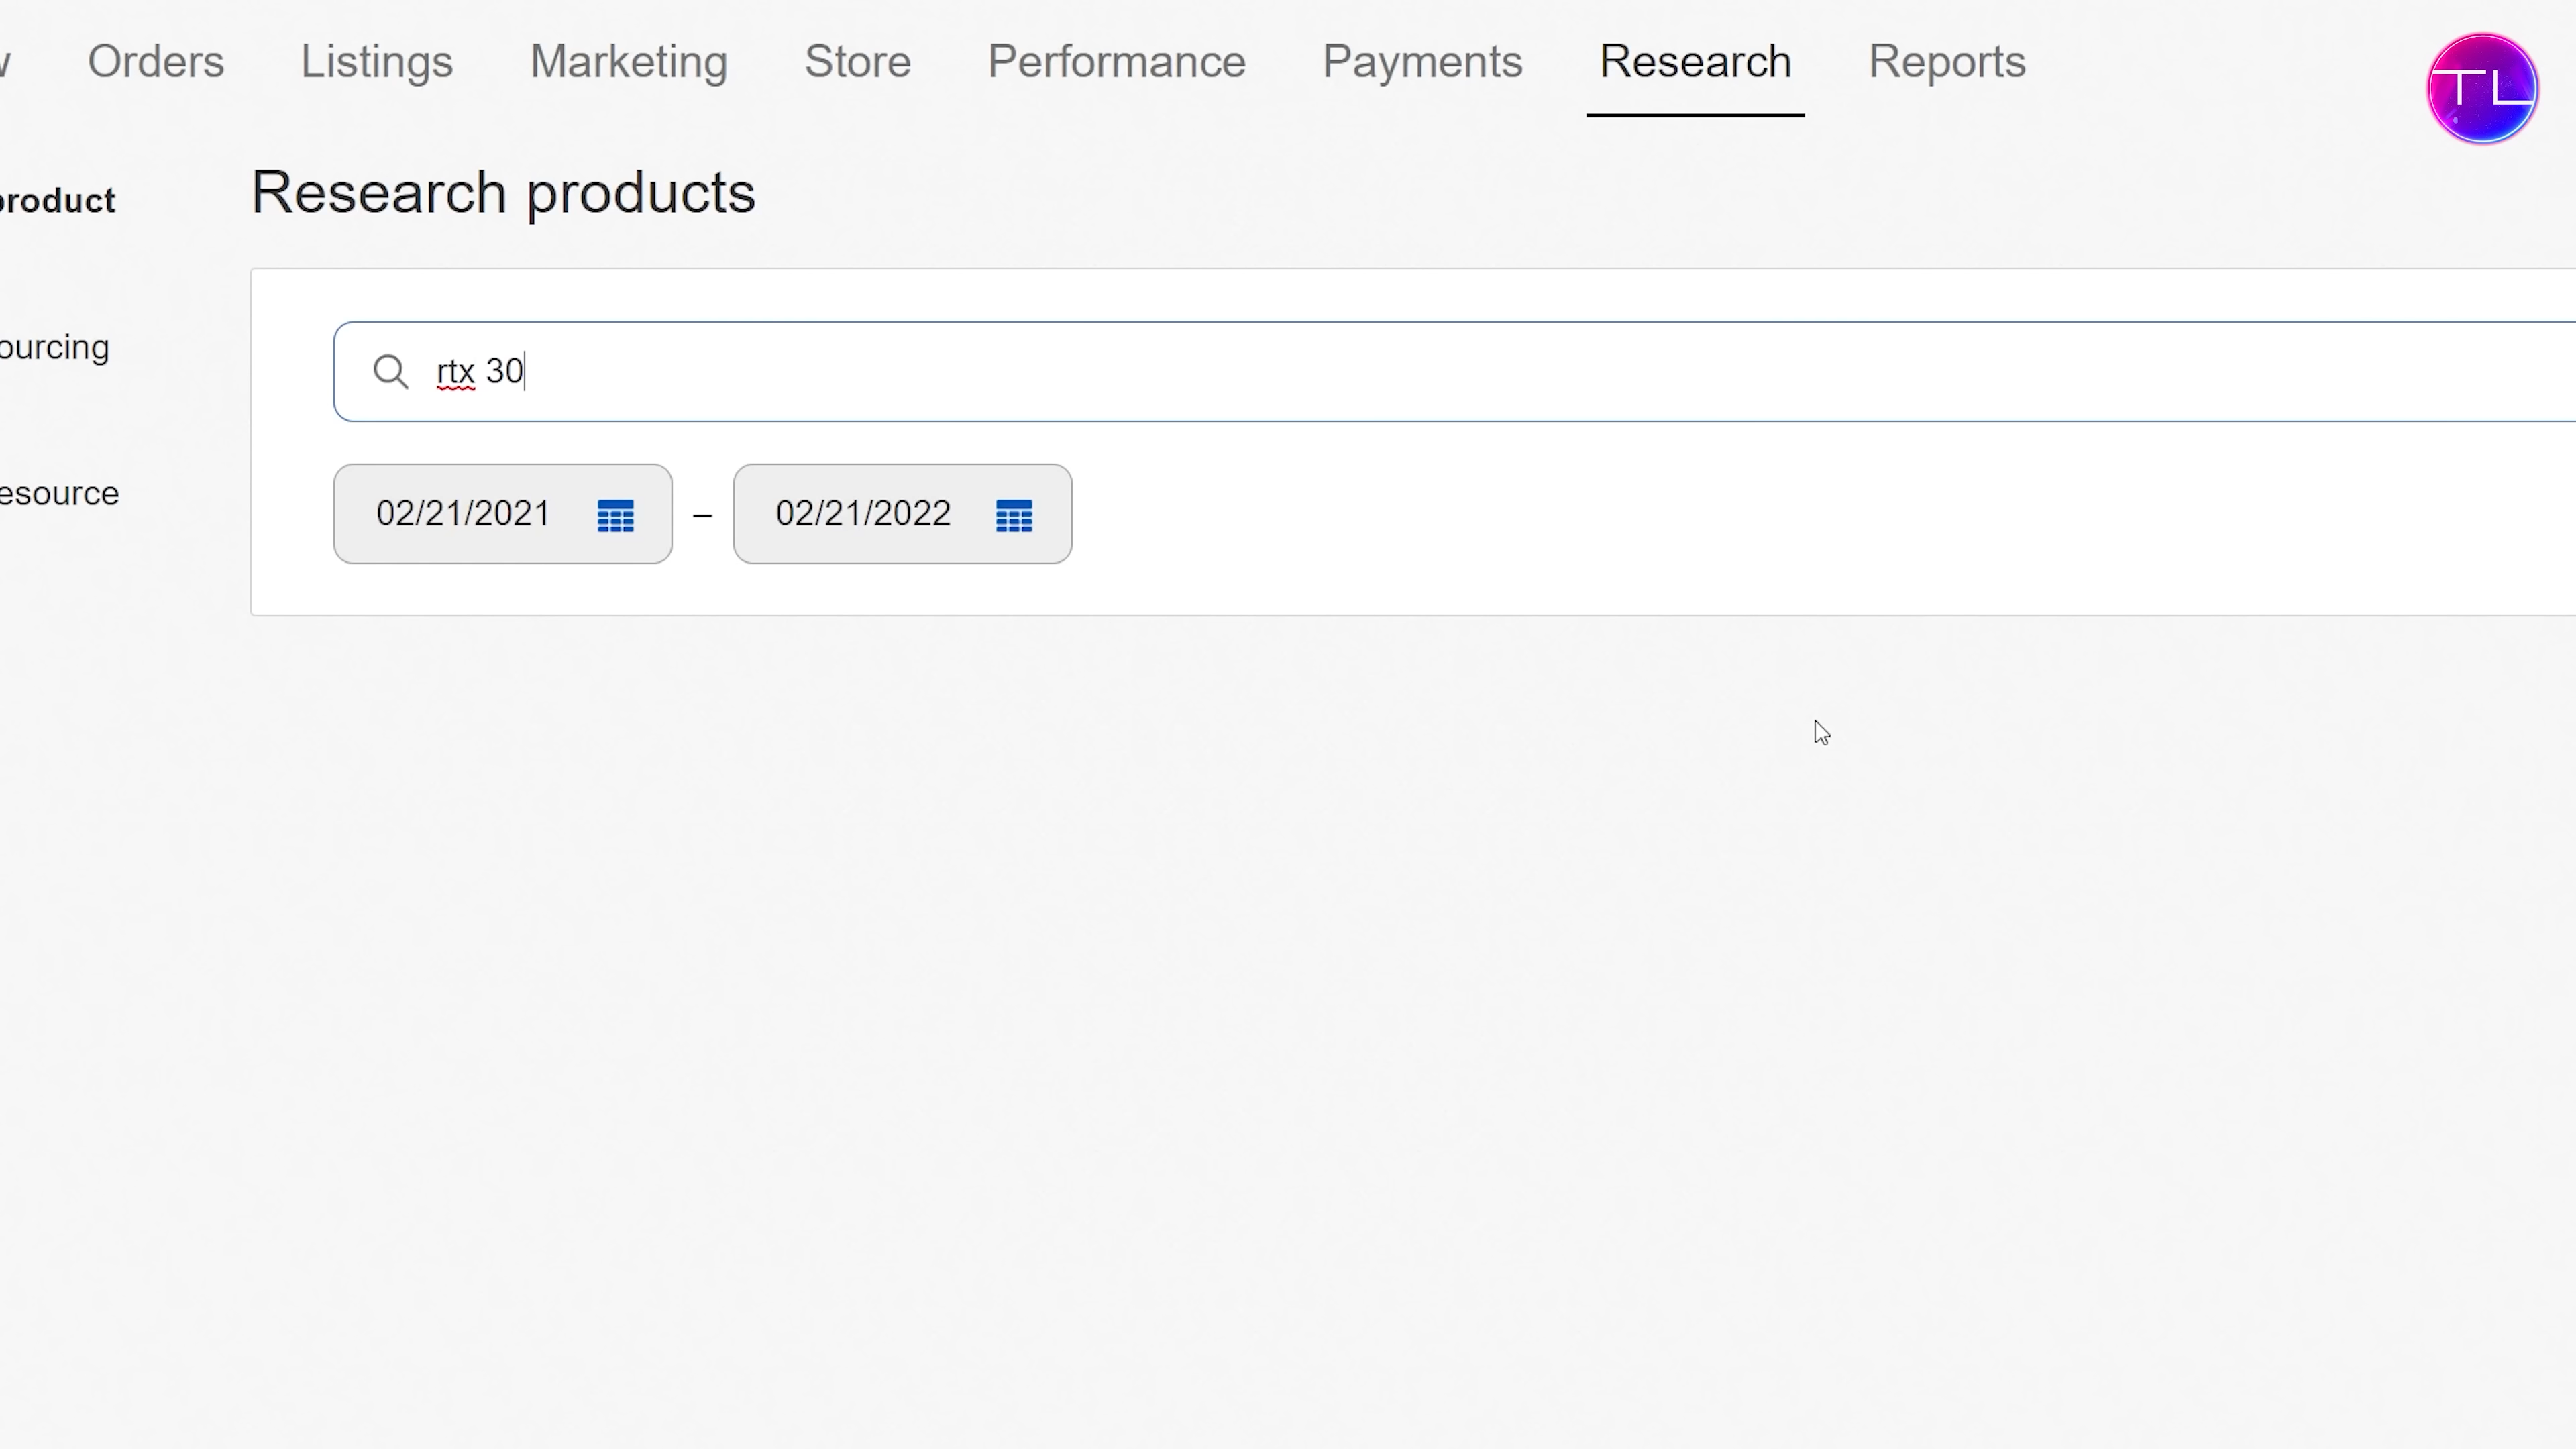 Orders Listings Marketing Store Performance Payments Research Reports
TL
product
Research products
ourcing
rtx 30
esource
02/21/2021 – 02/21/2022